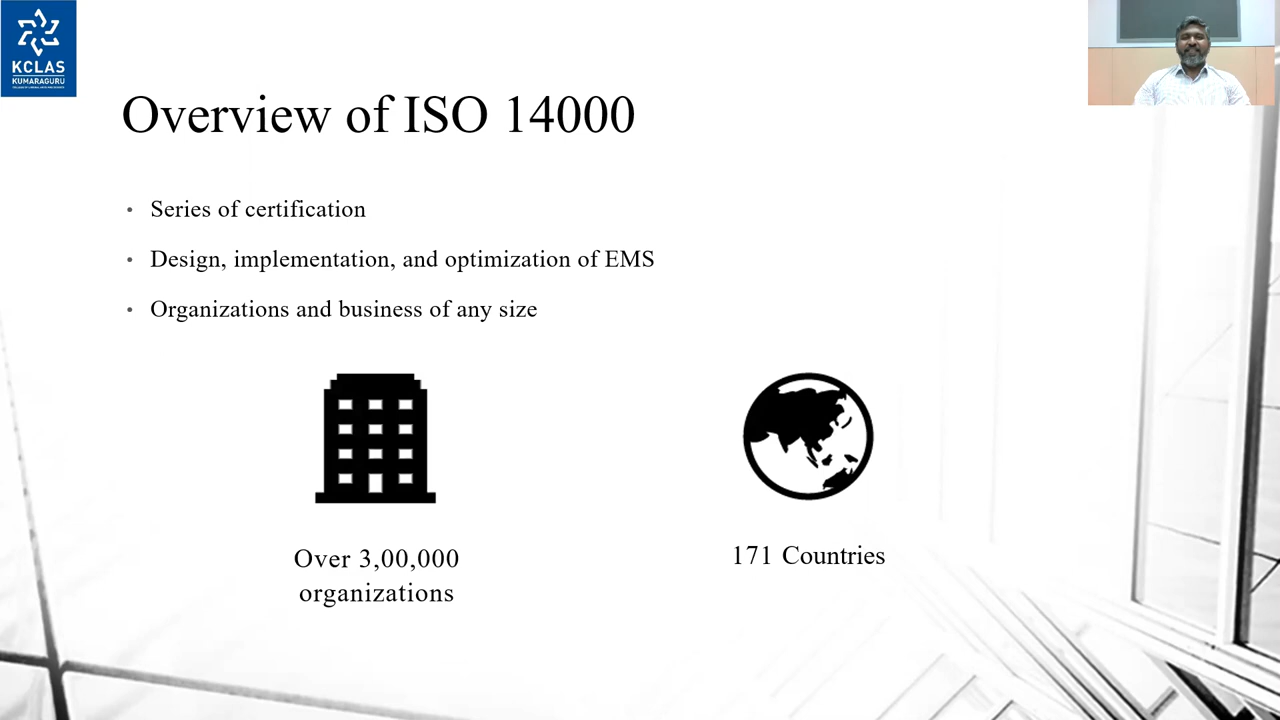 KCLAS
KUMARAGURU
Overview of ISO 14000
• Series of certification
• Design, implementation, and optimization of EMS
• Organizations and business of any size
Over 3,00,000
organizations
171 Countries